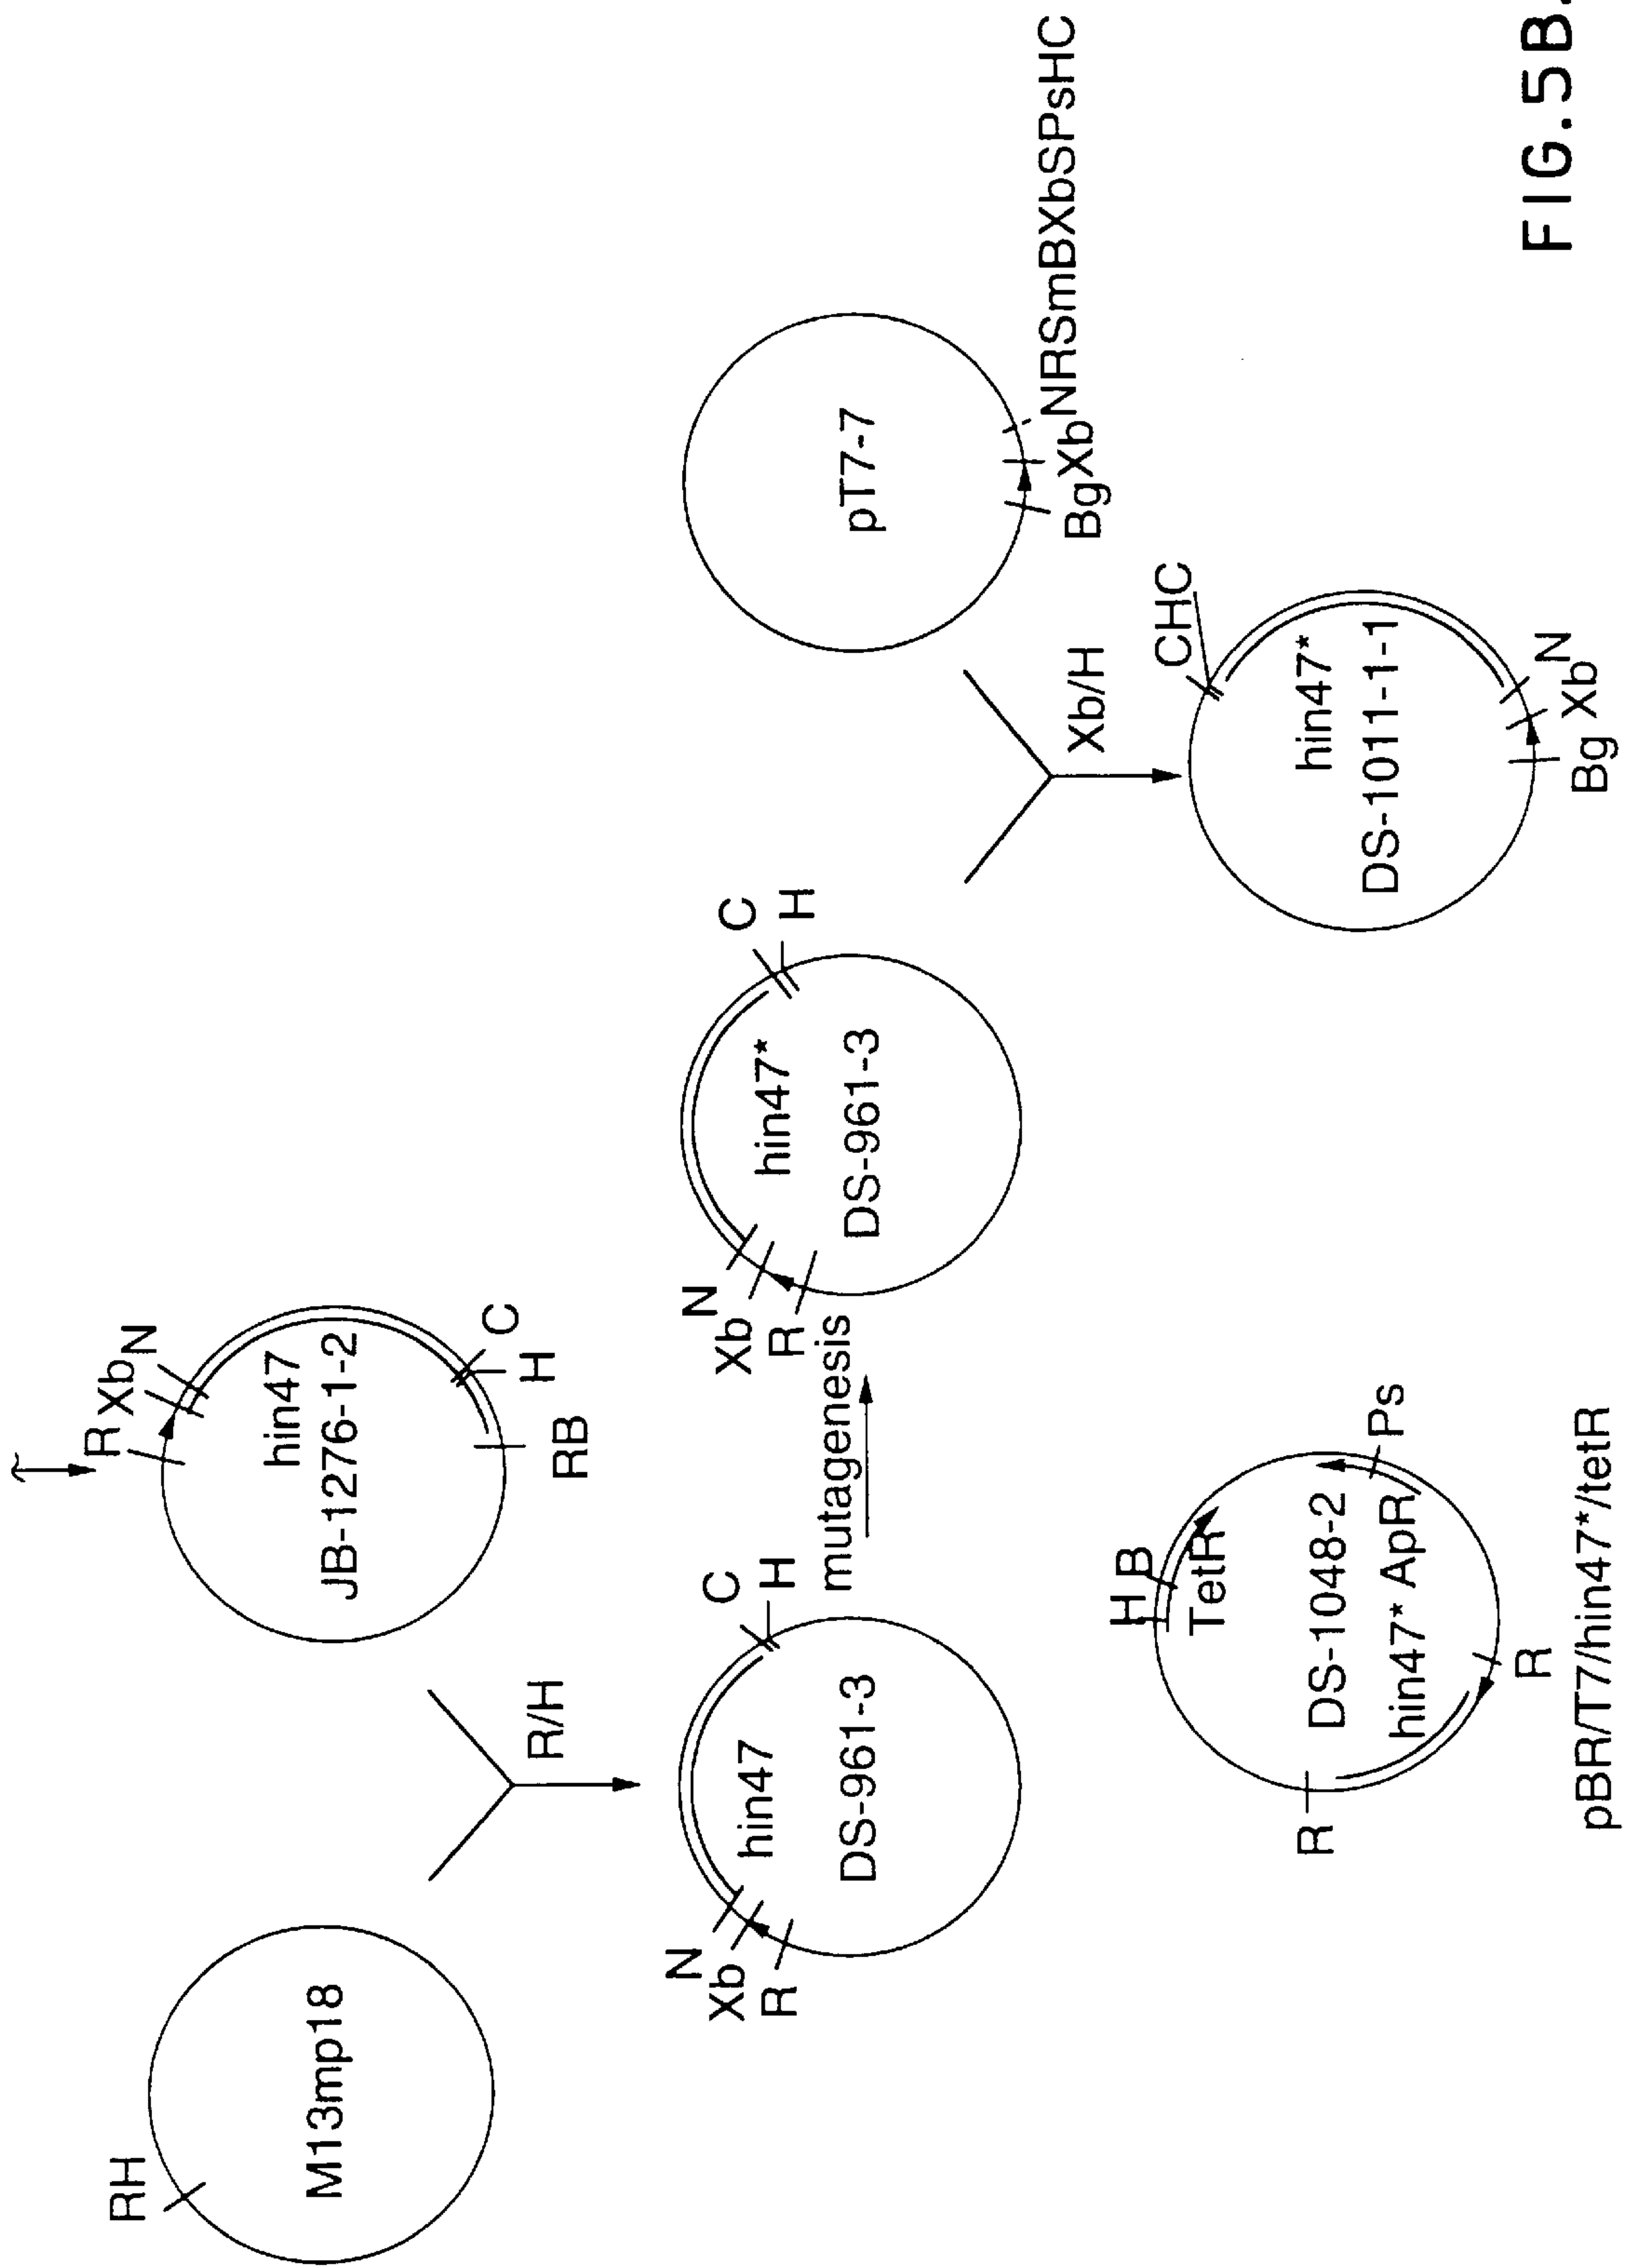 RH
M13mp18
R
Xb
N
hin47
JB-1276-1-2
C
H
RB
R/H
N
Xb
R
hin47
DS-961-3
C
H
mutagenesis
N
Xb
R
hin47*
DS-961-3
C
H
pT7-7
Bg
Xb
NRSmBXbSPsHC
Xb/H
CHC
hin47*
DS-1011-1-1
N
Xb
Bg
H
B
TetR
DS-1048-2
hin47* ApR
Ps
R
R
pBR/T7/hin47*/tetR
FIG.5B.